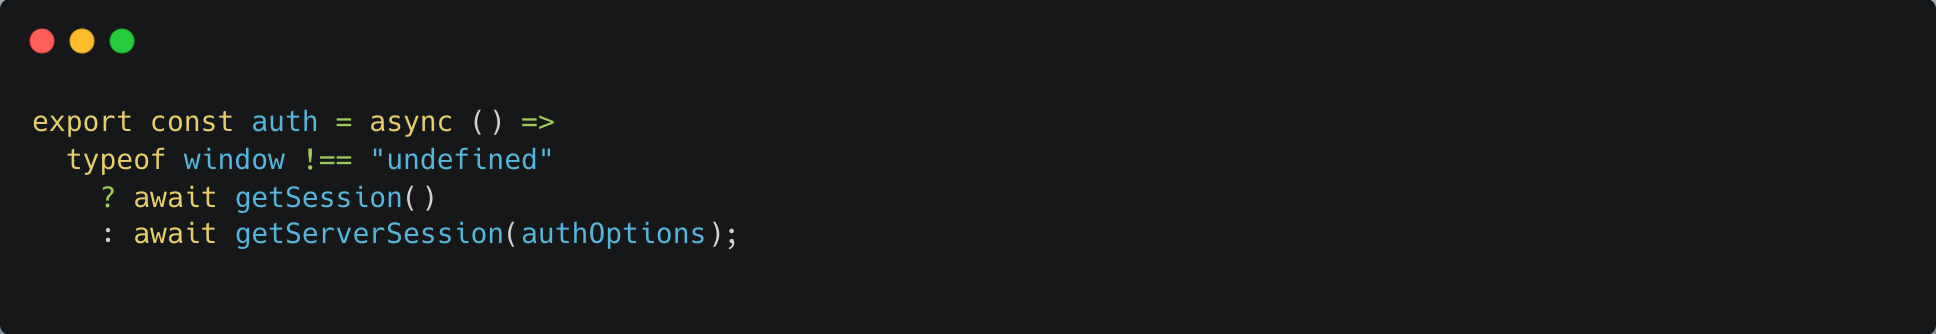 export const auth = async () =>
  typeof window !== "undefined"
    ? await getSession()
    : await getServerSession(authOptions);